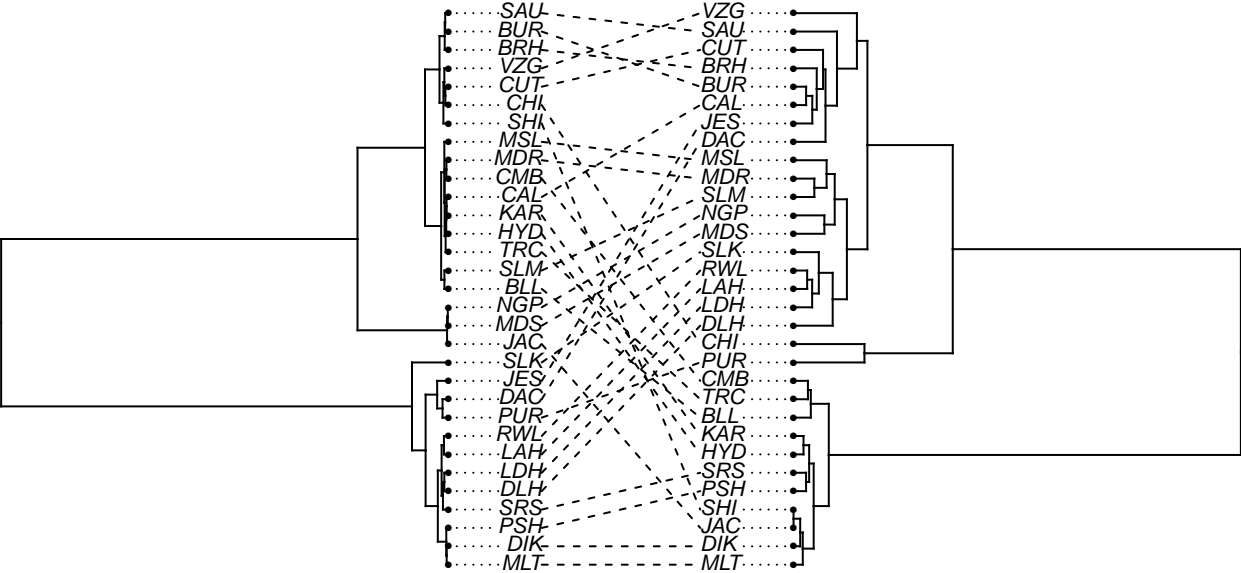 SAU VZG
BUR SAU
BRH CUT
VZG BRH
CUT BUR
CHI CAL
SHI JES
MSL DAC
MDR MSL
CMB MDR
CAL SLM
KAR NGP
HYD MDS
TRC SLK
SLM RWL
BLL LAH
NGP LDH
MDS DLH
JAC CHI
SLK PUR
JES CMB
DAC TRC
PUR BLL
RWL KAR
LAH HYD
LDH SRS
DLH PSH
SRS SHI
PSH JAC
DIK DIK
MLT MLT